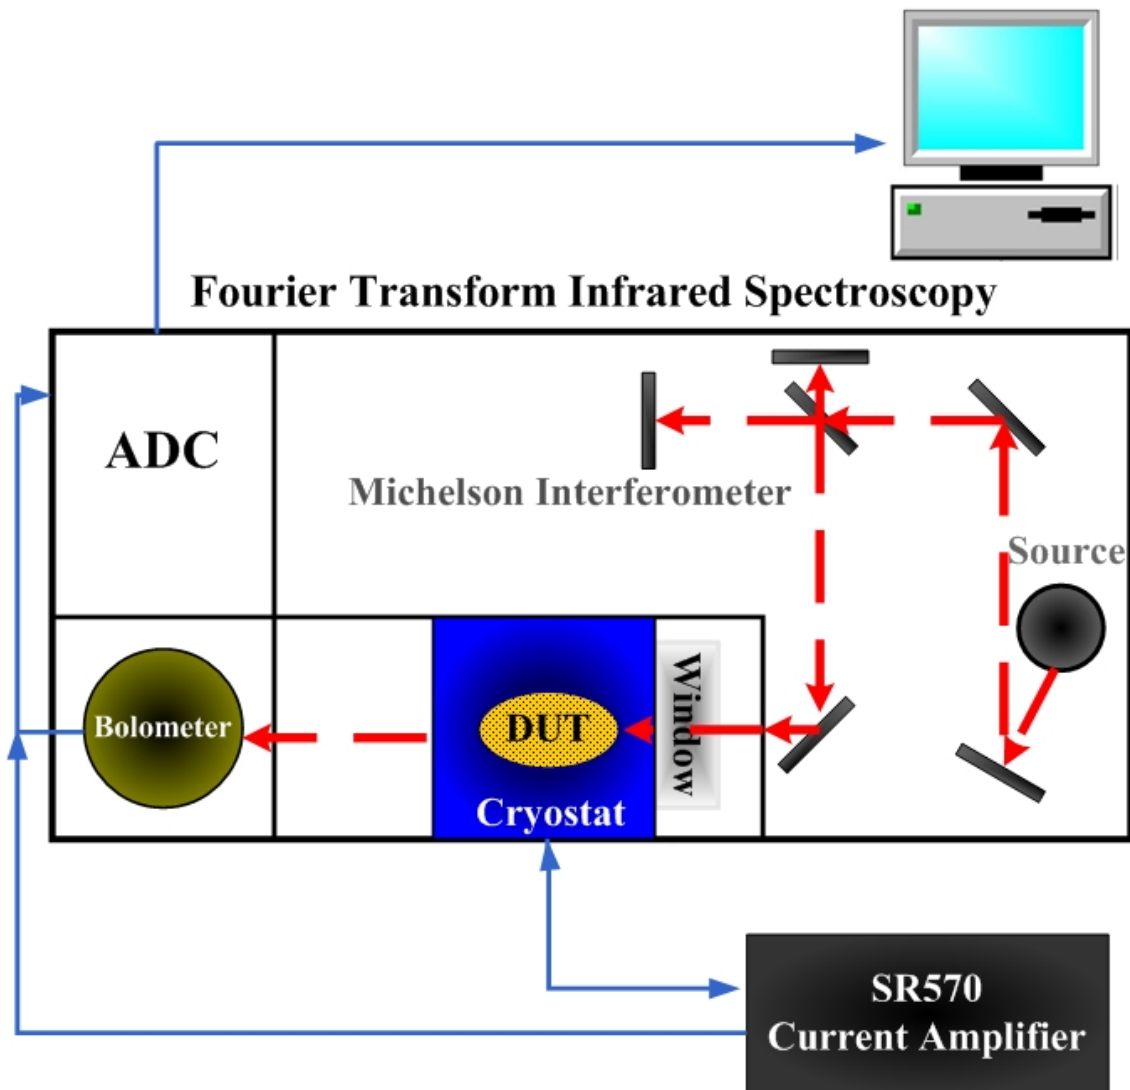 Fourier Transform Infrared Spectroscopy
ADC
Michelson Interferometer
Source
Bolometer
DUT
Window
Cryostat
SR570
Current Amplifier